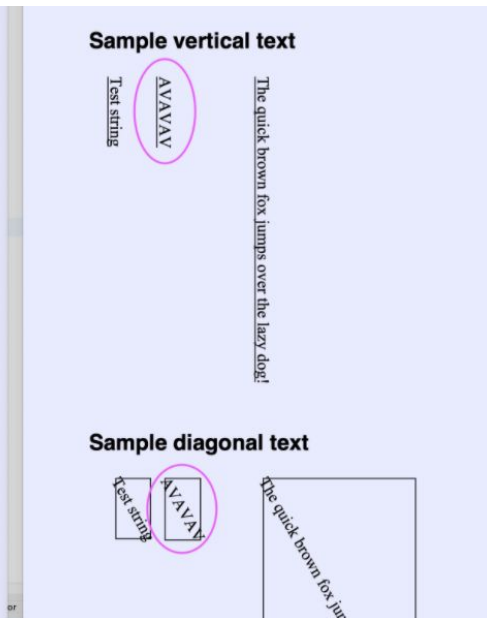 Sample vertical text
Test string
AVAVAV
The quick brown fox jumps over the lazy dog!
Sample diagonal text
Test string
AVAVAV
The quick brown fox
or